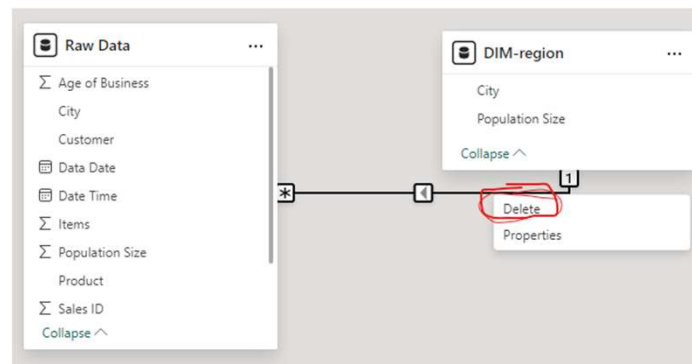 Raw Data
Age of Business
City
Customer
Data Date
Date Time
Items
Population Size
Product
Sales ID
Collapse
DIM-region
City
Population Size
Collapse
1
*
Delete
Properties